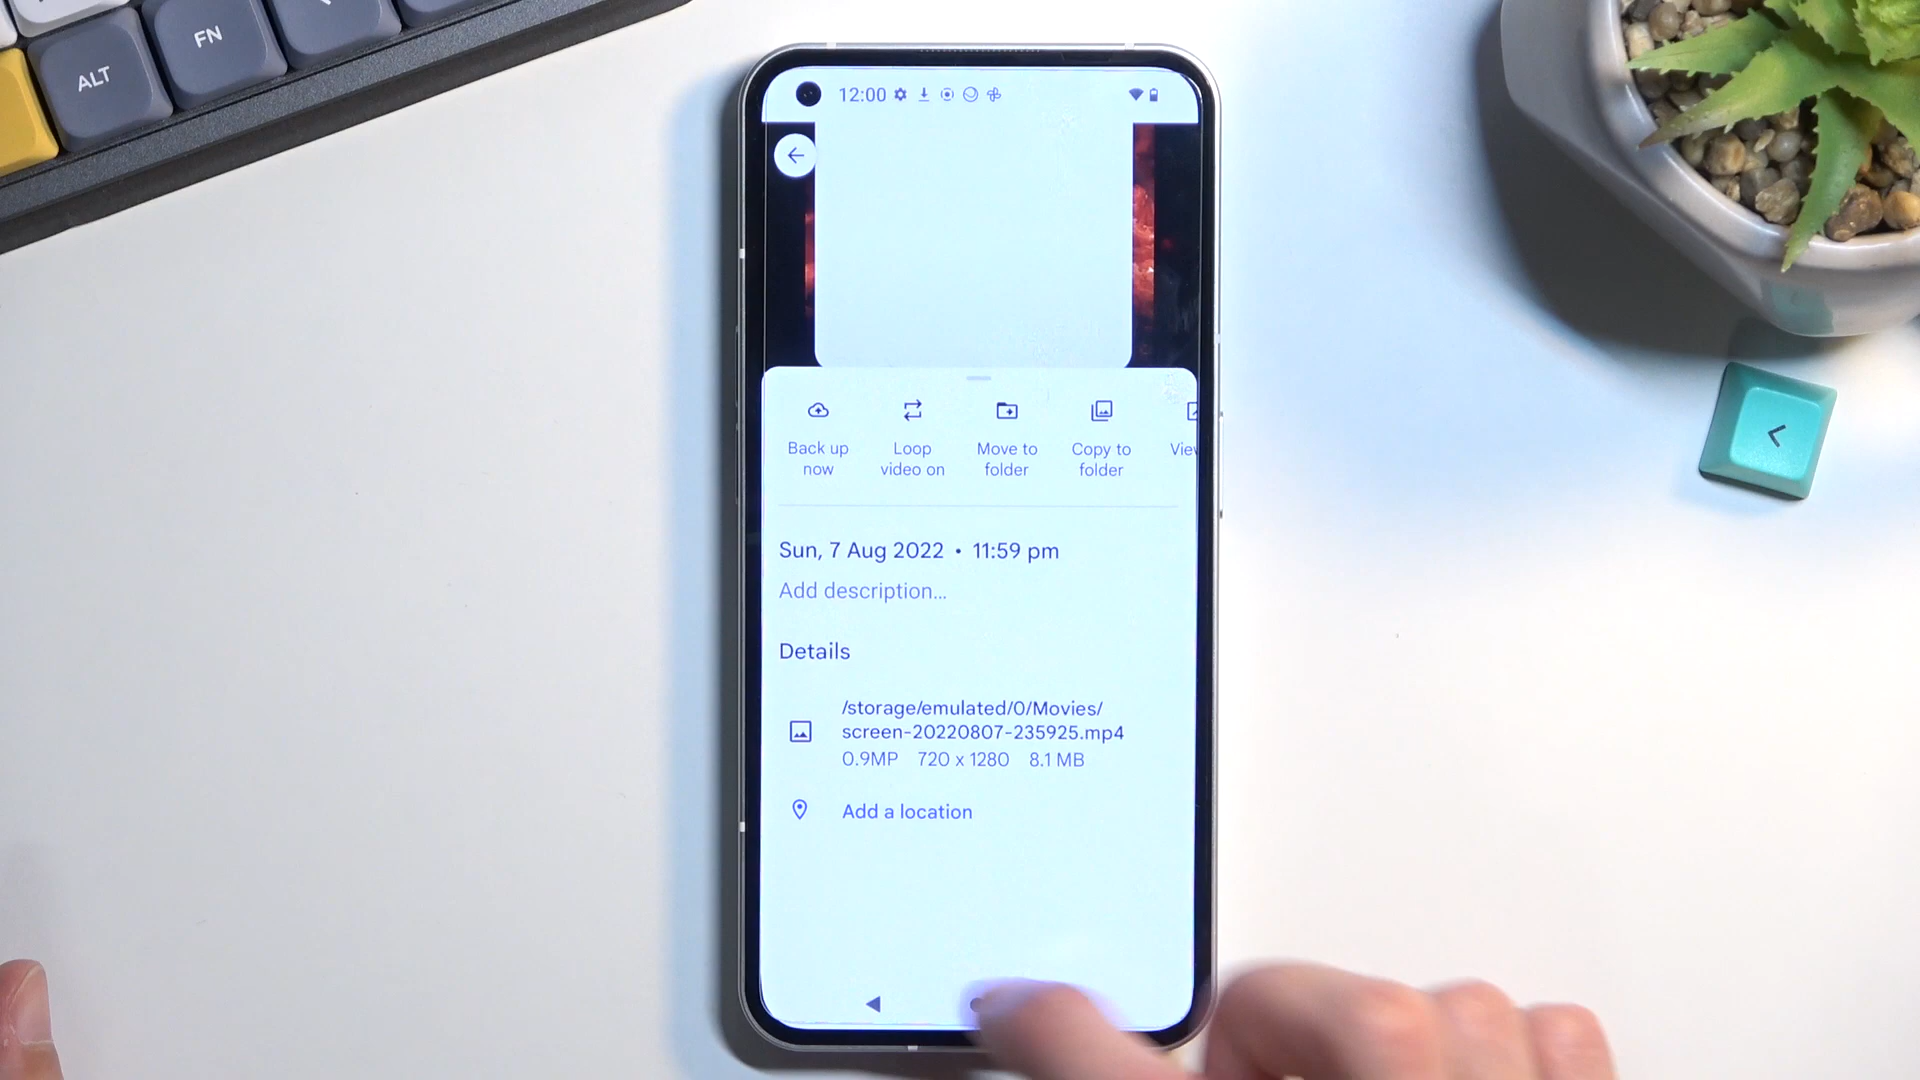 ALT
FN
12:00
Back up
now
Loop
video on
Move to
folder
Copy to
folder
Sun, 7 Aug 2022 • 11:59 pm
Add description...
Details
/storage/emulated/0/Movies/
screen-20220807-235925.mp4
0.9MP 720 x 1280 8.1 MB
Add a location
<